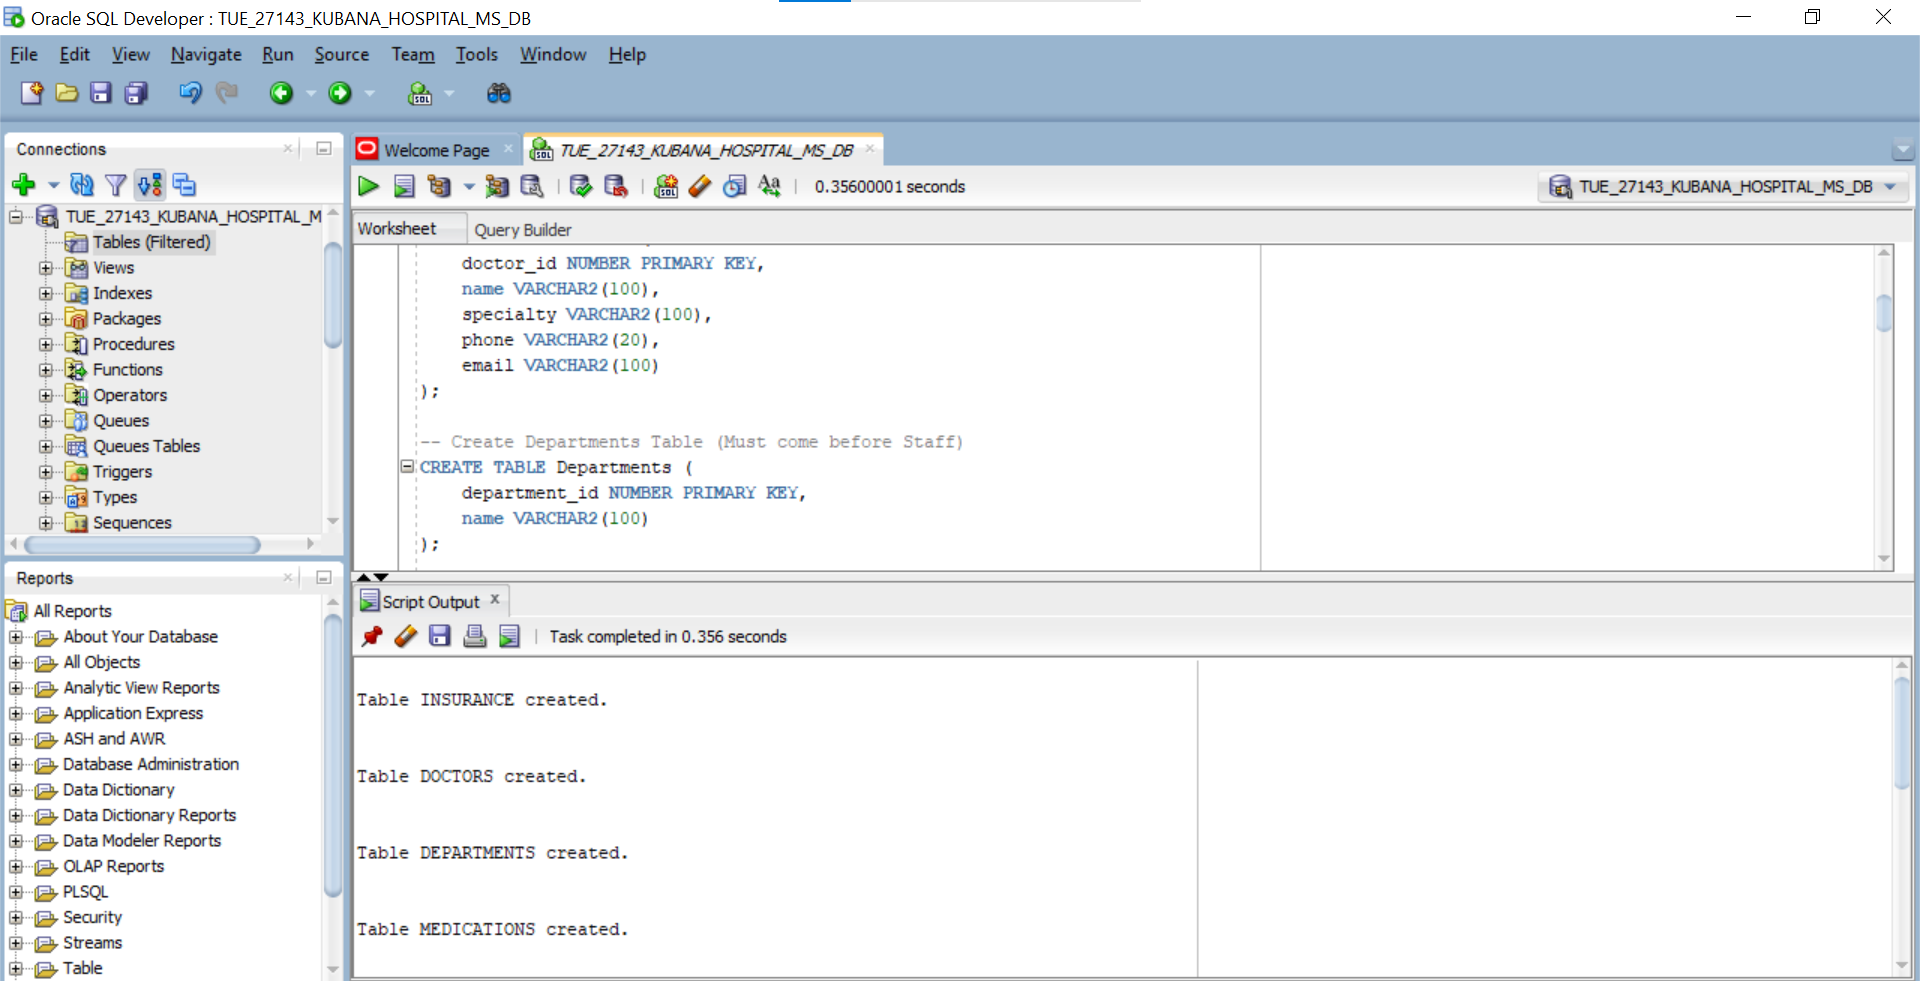 Oracle SQL Developer : TUE_27143_KUBANA_HOSPITAL_MS_DB
File Edit View Navigate Run Source Team Tools Window Help
SQL
Connections
TUE_27143_KUBANA_HOSPITAL_M
Tables (Filtered)
Views
Indexes
Packages
Procedures
Functions
Operators
Queues
Queues Tables
Triggers
Types
Sequences
Reports
All Reports
About Your Database
All Objects
Analytic View Reports
Application Express
ASH and AWR
Database Administration
Data Dictionary
Data Dictionary Reports
Data Modeler Reports
OLAP Reports
PLSQL
Security
Streams
Table
Welcome Page
TUE_27143_KUBANA_HOSPITAL_MS_DB
0.35600001 seconds
TUE_27143_KUBANA_HOSPITAL_MS_DB
Worksheet Query Builder
doctor_id NUMBER PRIMARY KEY,
name VARCHAR2(100),
specialty VARCHAR2(100),
phone VARCHAR2(20),
email VARCHAR2(100)
);
-- Create Departments Table (Must come before Staff)
CREATE TABLE Departments (
department_id NUMBER PRIMARY KEY,
name VARCHAR2(100)
);
Script Output
Task completed in 0.356 seconds
Table INSURANCE created.
Table DOCTORS created.
Table DEPARTMENTS created.
Table MEDICATIONS created.